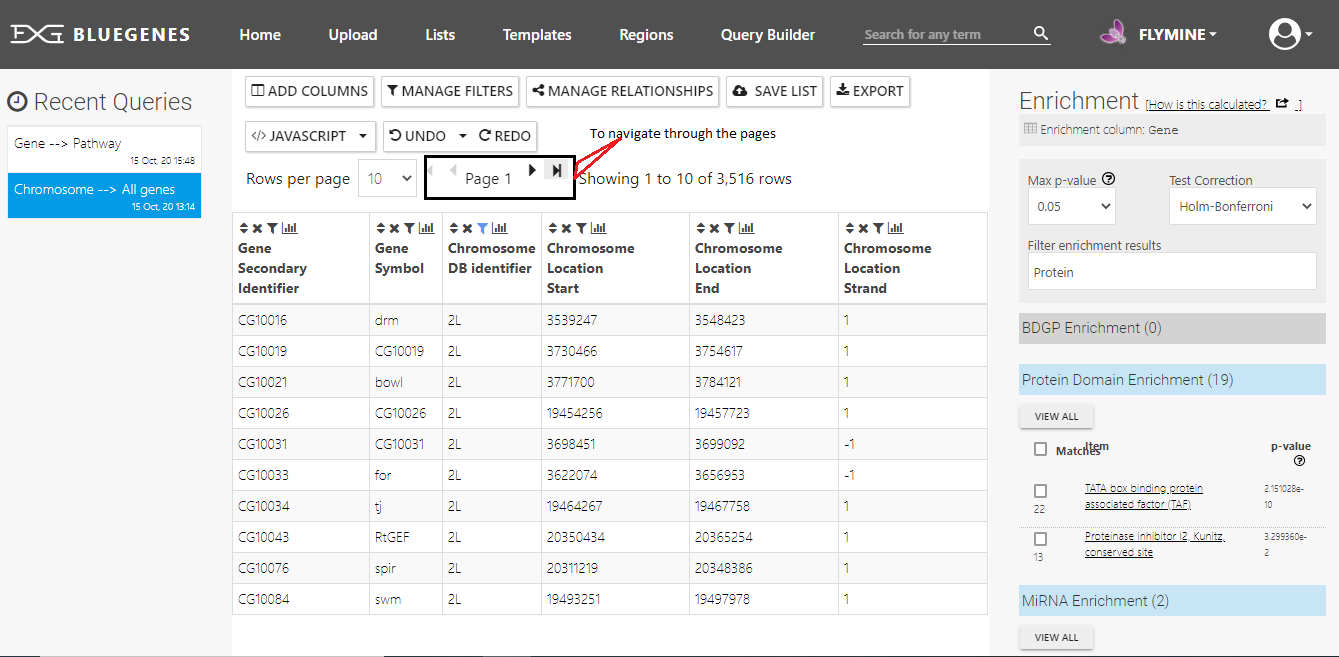 BLUEGENES Home Upload Lists Templates Regions Query Builder Search for any term FLYMINE
Recent Queries
Gene --> Pathway
15 Oct, 20 15:48
Chromosome --> All genes
15 Oct, 20 13:14
ADD COLUMNS MANAGE FILTERS MANAGE RELATIONSHIPS SAVE LIST EXPORT
</> JAVASCRIPT UNDO REDO
To navigate through the pages
Rows per page 10 Page 1 Showing 1 to 10 of 3,516 rows
Gene Secondary Identifier Gene Symbol Chromosome DB identifier Chromosome Location Start Chromosome Location End Chromosome Location Strand
CG10016 drm 2L 3539247 3548423 1
CG10019 CG10019 2L 3730466 3754617 1
CG10021 bowl 2L 3771700 3784121 1
CG10026 CG10026 2L 19454256 19457723 1
CG10031 CG10031 2L 3698451 3699092 -1
CG10033 for 2L 3622074 3656953 -1
CG10034 tj 2L 19464267 19467758 1
CG10043 RtGEF 2L 20350434 20365254 1
CG10076 spir 2L 20311219 20348386 1
CG10084 swm 2L 19493251 19497978 1
Enrichment [How is this calculated? ]
Enrichment column: Gene
Max p-value Test Correction
0.05 Holm-Bonferroni
Filter enrichment results
Protein
BDGP Enrichment (0)
Protein Domain Enrichment (19)
VIEW ALL
Matches Item p-value
22 TATA box binding protein associated factor (TAF) 2.151028e-10
13 Proteinase inhibitor I2, Kunitz, conserved site 3.299360e-2
MiRNA Enrichment (2)
VIEW ALL